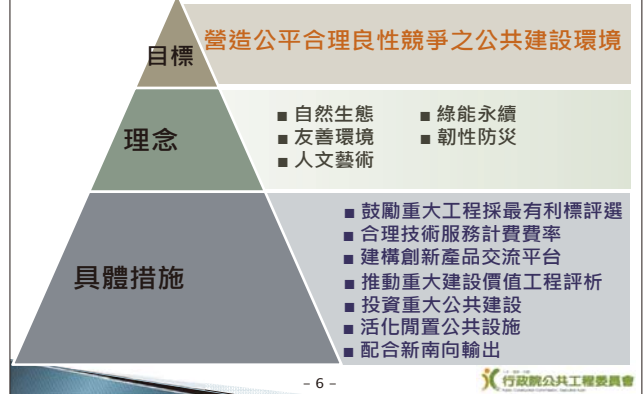 目標
營造公平合理良性競爭之公共建設環境
理念
■ 自然生態
■ 友善環境
■ 人文藝術
■ 綠能永續
■ 韌性防災
具體措施
■ 鼓勵重大工程採最有利標評選
■ 合理技術服務計費費率
■ 建構創新產品交流平台
■ 推動重大建設價值工程評析
■ 投資重大公共建設
■ 活化閒置公共設施
■ 配合新南向輸出
- 6 -
行政院公共工程委員會